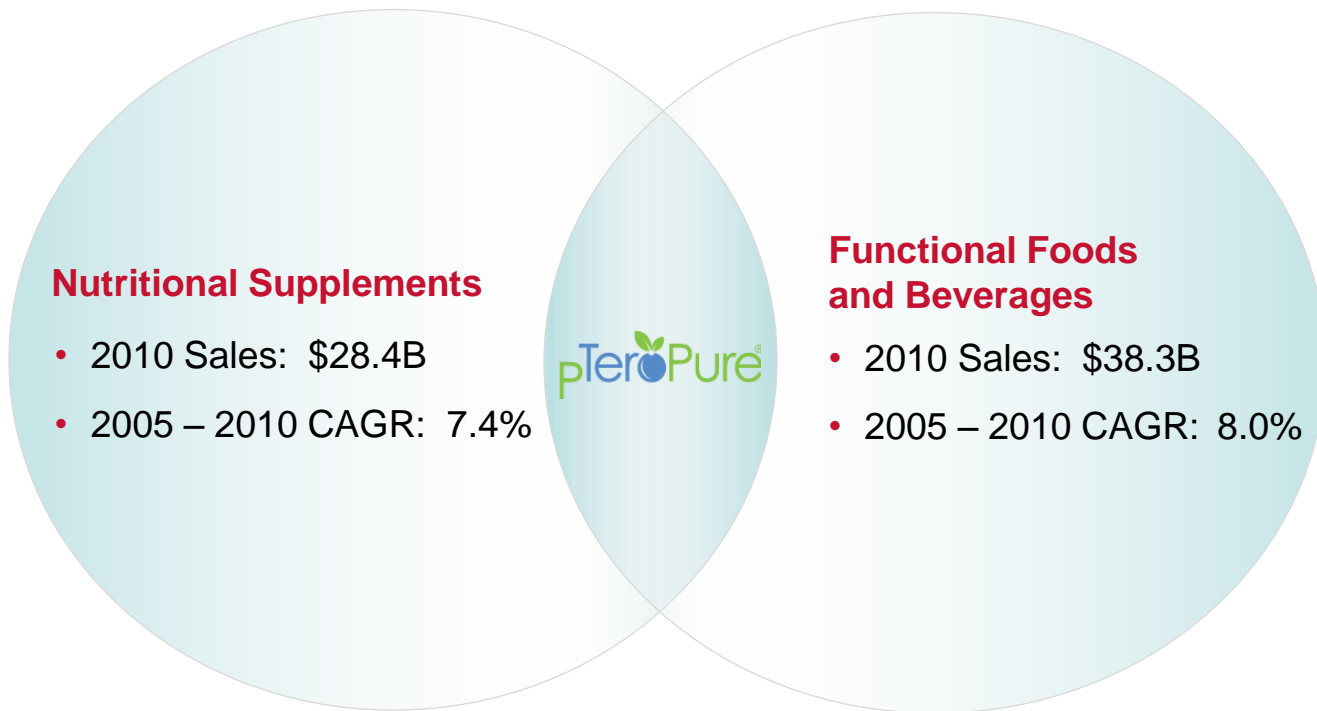 Nutritional Supplements
• 2010 Sales: $28.4B
• 2005 – 2010 CAGR: 7.4%
pTeroPure®
Functional Foods
and Beverages
• 2010 Sales: $38.3B
• 2005 – 2010 CAGR: 8.0%